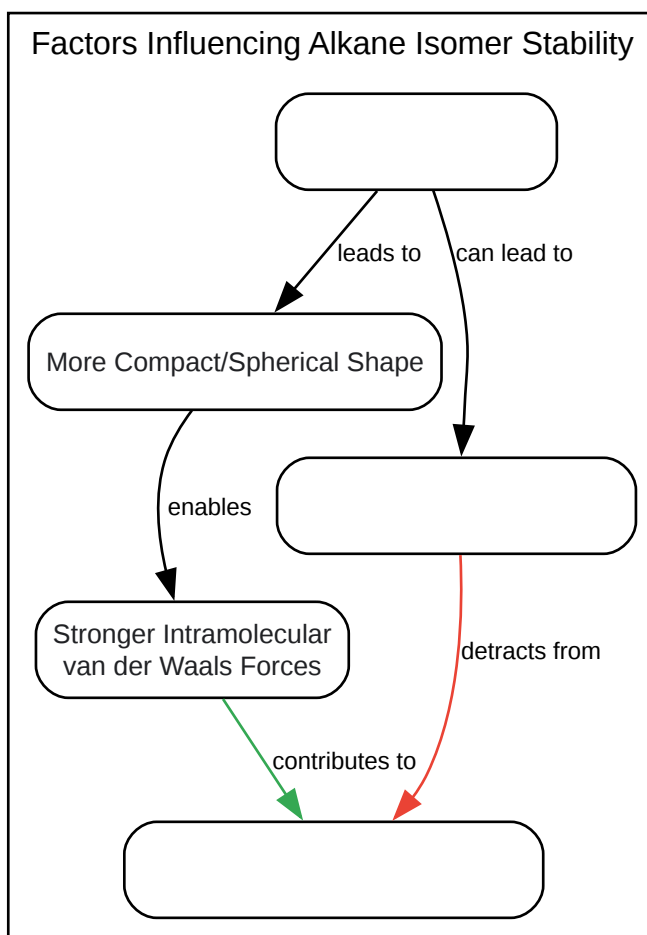 Factors Influencing Alkane Isomer Stability
leads to
can lead to
More Compact/Spherical Shape
enables
Stronger Intramolecular
van der Waals Forces
detracts from
contributes to